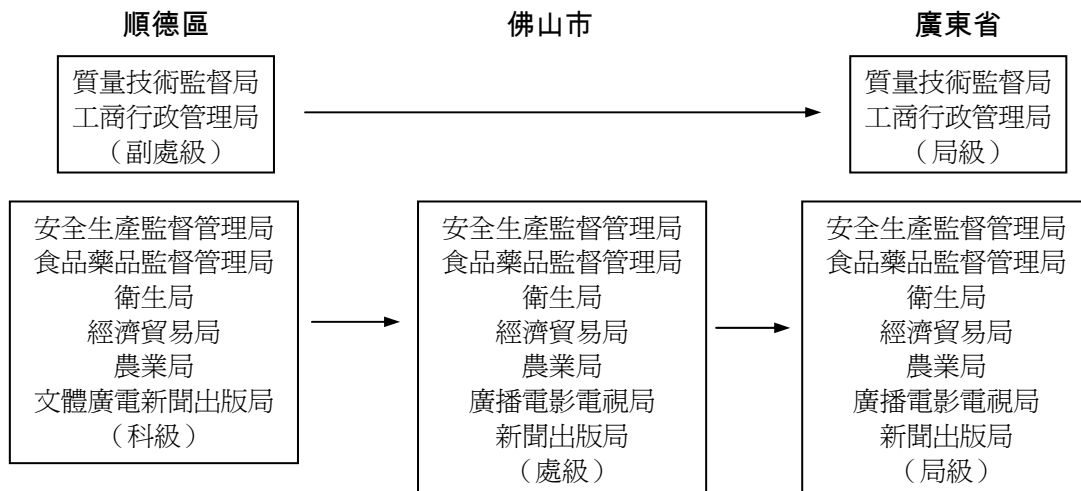 順德區
佛山市
廣東省
質量技術監督局
工商行政管理局
（副處級）
質量技術監督局
工商行政管理局
（局級）
安全生產監督管理局
食品藥品監督管理局
衛生局
經濟貿易局
農業局
文體廣電新聞出版局
（科級）
安全生產監督管理局
食品藥品監督管理局
衛生局
經濟貿易局
農業局
廣播電影電視局
新聞出版局
（處級）
安全生產監督管理局
食品藥品監督管理局
衛生局
經濟貿易局
農業局
廣播電影電視局
新聞出版局
（局級）